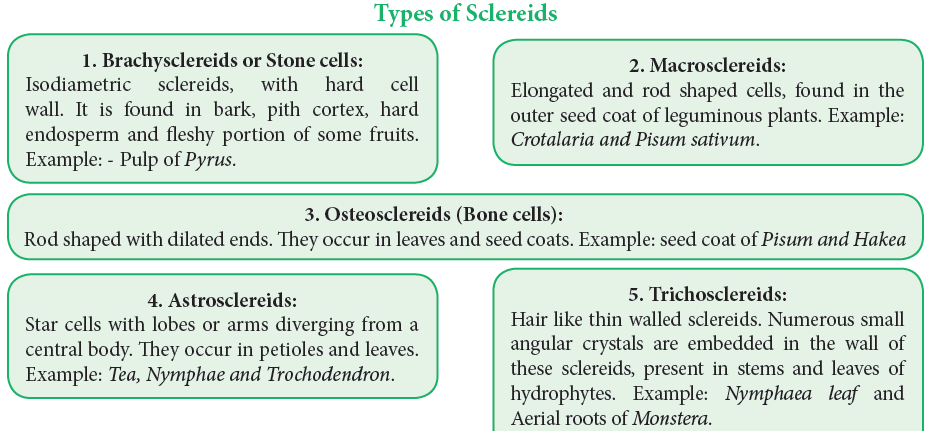 Types of Sclereids
1. Brachysclereids or Stone cells:
Isodiametric sclereids, with hard cell
wall. It is found in bark, pith cortex, hard
endosperm and fleshy portion of some fruits.
Example: - Pulp of Pyrus.
2. Macrosclereids:
Elongated and rod shaped cells, found in the
outer seed coat of leguminous plants. Example:
Crotalaria and Pisum sativum.
3. Osteosclereids (Bone cells):
Rod shaped with dilated ends. They occur in leaves and seed coats. Example: seed coat of Pisum and Hakea
4. Astrosclereids:
Star cells with lobes or arms diverging from a
central body. They occur in petioles and leaves.
Example: Tea, Nymphae and Trochodendron.
5. Trichosclereids:
Hair like thin walled sclereids. Numerous small
angular crystals are embedded in the wall of
these sclereids, present in stems and leaves of
hydrophytes. Example: Nymphaea leaf and
Aerial roots of Monstera.